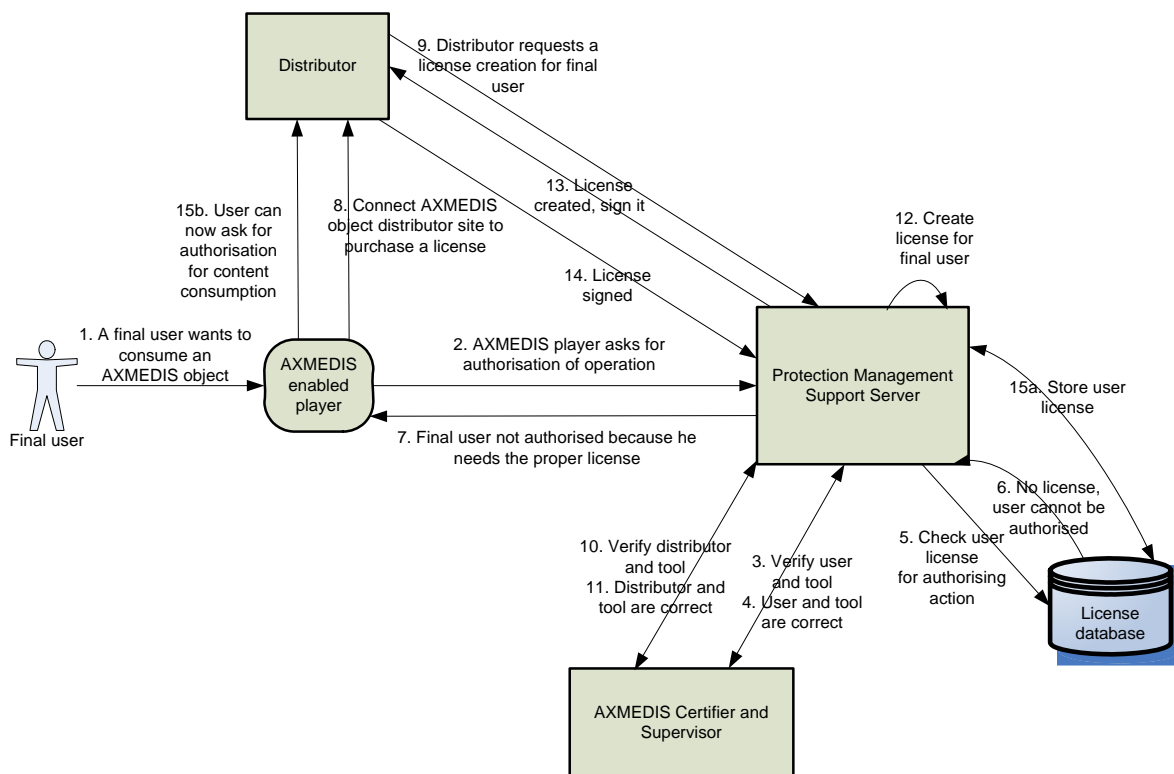 9. Distributor requests a
license creation for final
user
Distributor
13. License
created, sign it
15b. User can
now ask for
authorisation
for content
consumption
8. Connect AXMEDIS
object distributor site to
purchase a license
12. Create
license for
final user
14. License
signed
1. A final user wants to
consume an
AXMEDIS object
Final user
AXMEDIS
enabled
player
2. AXMEDIS player asks for
authorisation of operation
Protection Management
Support Server
15a. Store user
license
7. Final user not authorised because he
needs the proper license
6. No license,
user cannot be
authorised
5. Check user
license
for authorising
action
10. Verify distributor
and tool
11. Distributor and
tool are correct
3. Verify user
and tool
4. User and tool
are correct
License
database
AXMEDIS Certifier and
Supervisor